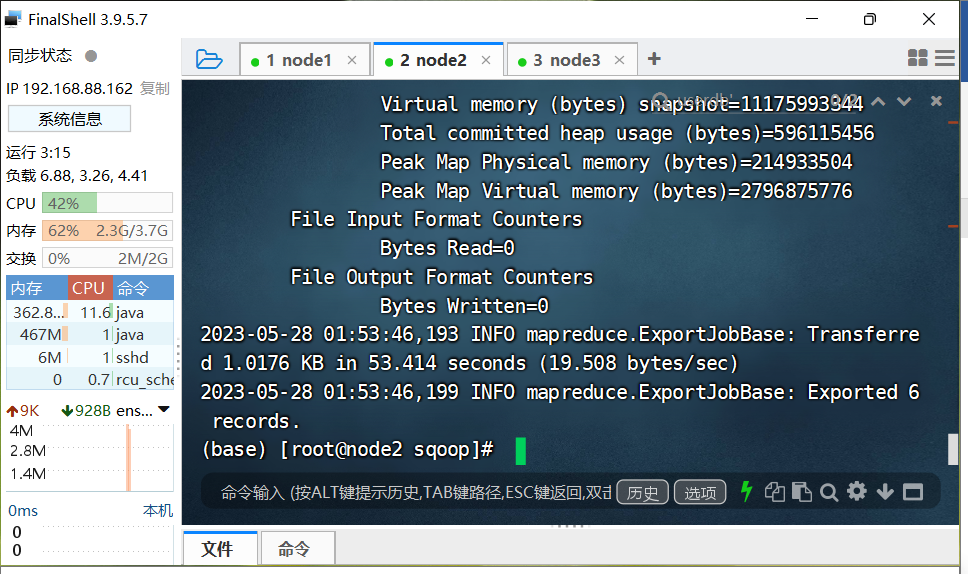 FinalShell 3.9.5.7
同步状态
IP 192.168.88.162 复制
系统信息
运行 3:15
负载 6.88, 3.26, 4.41
CPU 42%
内存 62% 2.3G/3.7G
交换 0% 2M/2G
内存 CPU 命令
362.8... 11.6 java
467M 1 java
6M 1 sshd
0 0.7 rcu_sche
9K 928B ens...
4M
2.8M
1.4M
0ms 本机
0
0
1 node1
2 node2
3 node3
Virtual memory (bytes) snapshot=11175993344
Total committed heap usage (bytes)=596115456
Peak Map Physical memory (bytes)=214933504
Peak Map Virtual memory (bytes)=2796875776
File Input Format Counters
Bytes Read=0
File Output Format Counters
Bytes Written=0
2023-05-28 01:53:46,193 INFO mapreduce.ExportJobBase: Transferre
d 1.0176 KB in 53.414 seconds (19.508 bytes/sec)
2023-05-28 01:53:46,199 INFO mapreduce.ExportJobBase: Exported 6
records.
(base) [root@node2 sqoop]#
命令输入 (按ALT键提示历史,TAB键路径,ESC键返回,双击 历史 选项
文件 命令